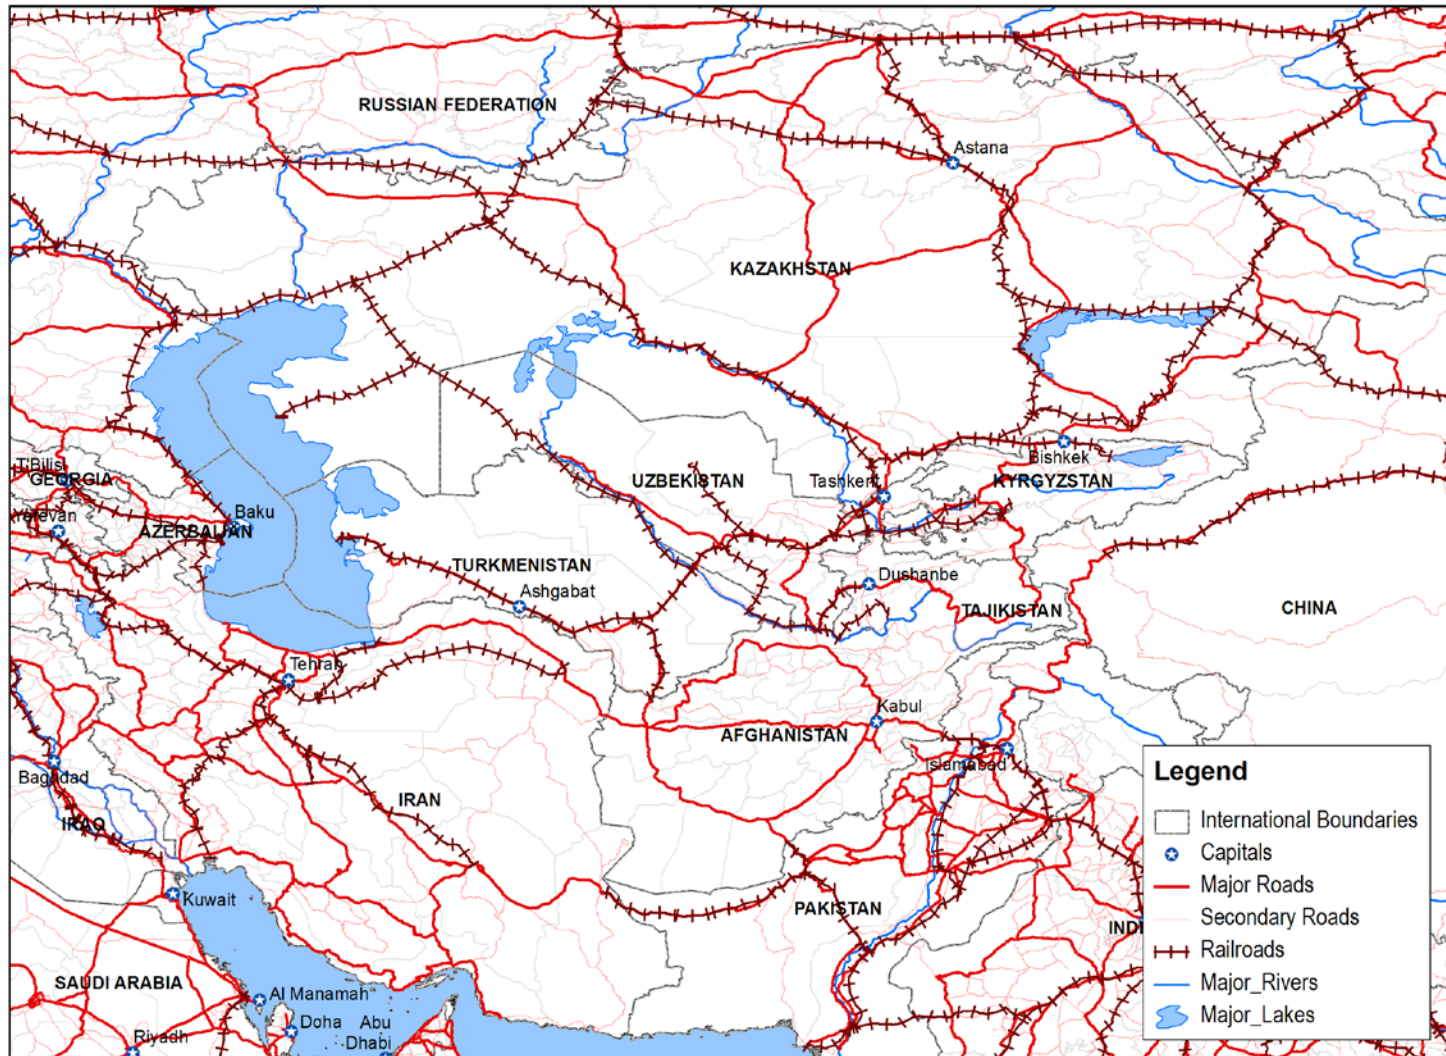 RUSSIAN FEDERATION
Astana
KAZAKHSTAN
T'Bilisi
GEORGIA
Yerevan
AZERBAIJAN
Baku
UZBEKISTAN
Tashkent
Bishkek
KYRGYZSTAN
TURKMENISTAN
Ashgabat
Dushanbe
TAJIKISTAN
CHINA
Tehran
Kabul
AFGHANISTAN
Islamabad
Baghdad
IRAQ
IRAN
Kuwait
PAKISTAN
INDI
SAUDI ARABIA
Al Manamah
Doha
Abu
Dhabi
Riyadh
Legend
International Boundaries
Capitals
Major Roads
Secondary Roads
Railroads
Major_Rivers
Major_Lakes